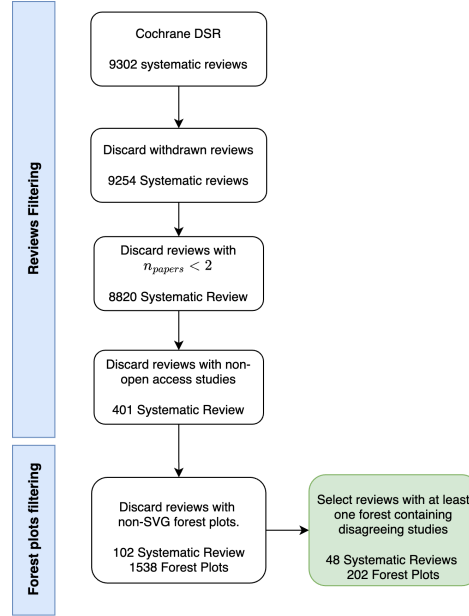 Reviews Filtering
Cochrane DSR
9302 systematic reviews
Discard withdrawn reviews
9254 Systematic reviews
Discard reviews with
n_papers < 2
8820 Systematic Review
Discard reviews with non-
open access studies
401 Systematic Review
Forest plots filtering
Discard reviews with
non-SVG forest plots.
102 Systematic Review
1538 Forest Plots
Select reviews with at least
one forest containing
disagreeing studies
48 Systematic Reviews
202 Forest Plots